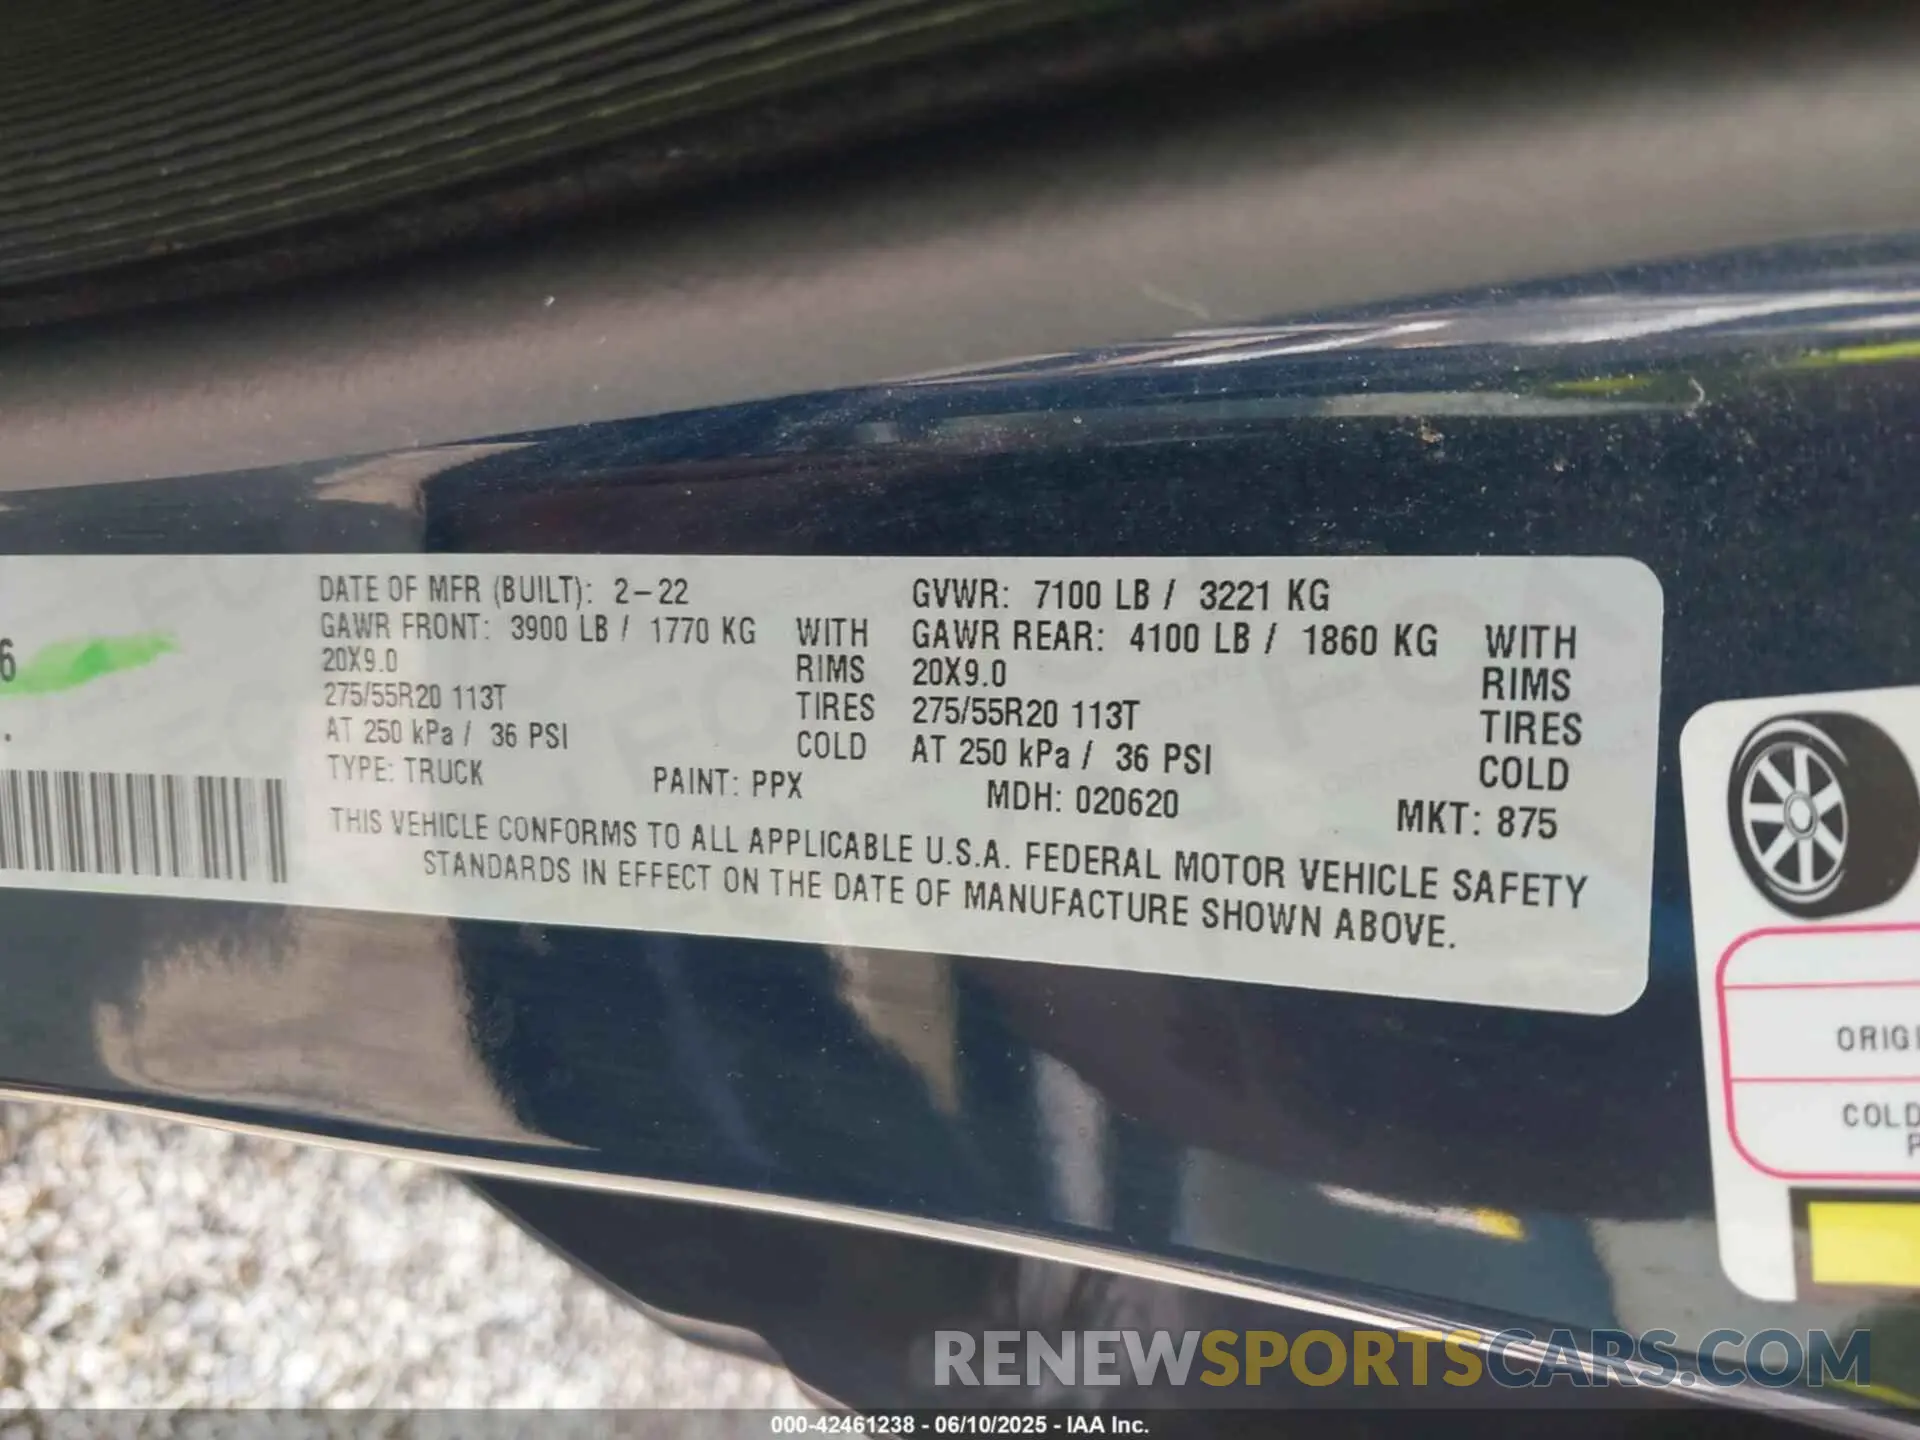 6
.
DATE OF MFR (BUILT): 2-22 GVWR: 7100 LB / 3221 KG
GAWR FRONT: 3900 LB / 1770 KG WITH GAWR REAR: 4100 LB / 1860 KG WITH
20X9.0 RIMS 20X9.0 RIMS
275/55R20 113T TIRES 275/55R20 113T TIRES
AT 250 kPa / 36 PSI COLD AT 250 kPa / 36 PSI COLD
TYPE: TRUCK PAINT: PPX MDH: 020620 MKT: 875
THIS VEHICLE CONFORMS TO ALL APPLICABLE U.S.A. FEDERAL MOTOR VEHICLE SAFETY
STANDARDS IN EFFECT ON THE DATE OF MANUFACTURE SHOWN ABOVE.
ORIGI
COLD
P
RENEWSPORTSCARS.COM
000-42461238 - 06/10/2025 - IAA Inc.